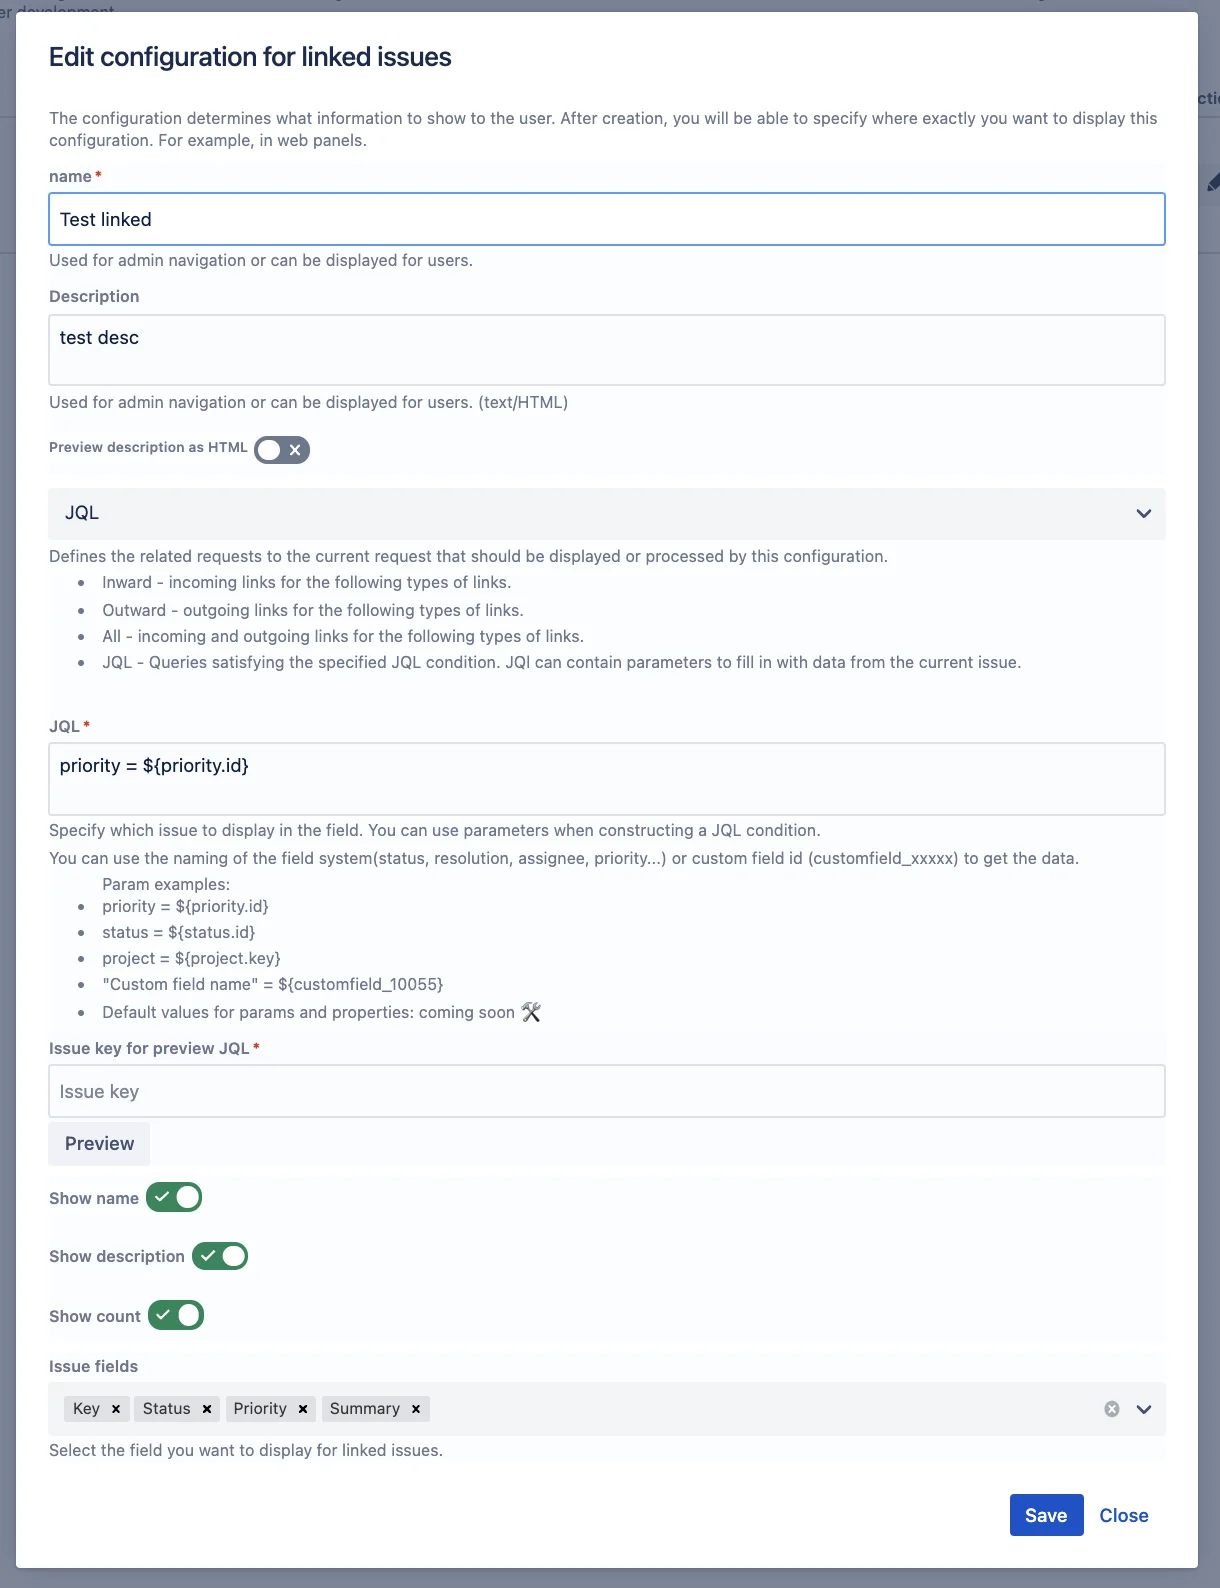 er development
Edit configuration for linked issues
The configuration determines what information to show to the user. After creation, you will be able to specify where exactly you want to display this
configuration. For example, in web panels.
name*
Test linked
Used for admin navigation or can be displayed for users.
Description
test desc
Used for admin navigation or can be displayed for users. (text/HTML)
Preview description as HTML
JQL
Defines the related requests to the current request that should be displayed or processed by this configuration.
• Inward - incoming links for the following types of links.
• Outward - outgoing links for the following types of links.
• All - incoming and outgoing links for the following types of links.
• JQL - Queries satisfying the specified JQL condition. JQl can contain parameters to fill in with data from the current issue.
JQL*
priority = ${priority.id}
Specify which issue to display in the field. You can use parameters when constructing a JQL condition.
You can use the naming of the field system(status, resolution, assignee, priority...) or custom field id (customfield_xxxxx) to get the data.
Param examples:
• priority = ${priority.id}
• status = ${status.id}
• project = ${project.key}
• "Custom field name" = ${customfield_10055}
• Default values for params and properties: coming soon 🛠
Issue key for preview JQL*
Issue key
Preview
Show name
Show description
Show count
Issue fields
Key Status Priority Summary
Select the field you want to display for linked issues.
Save Close